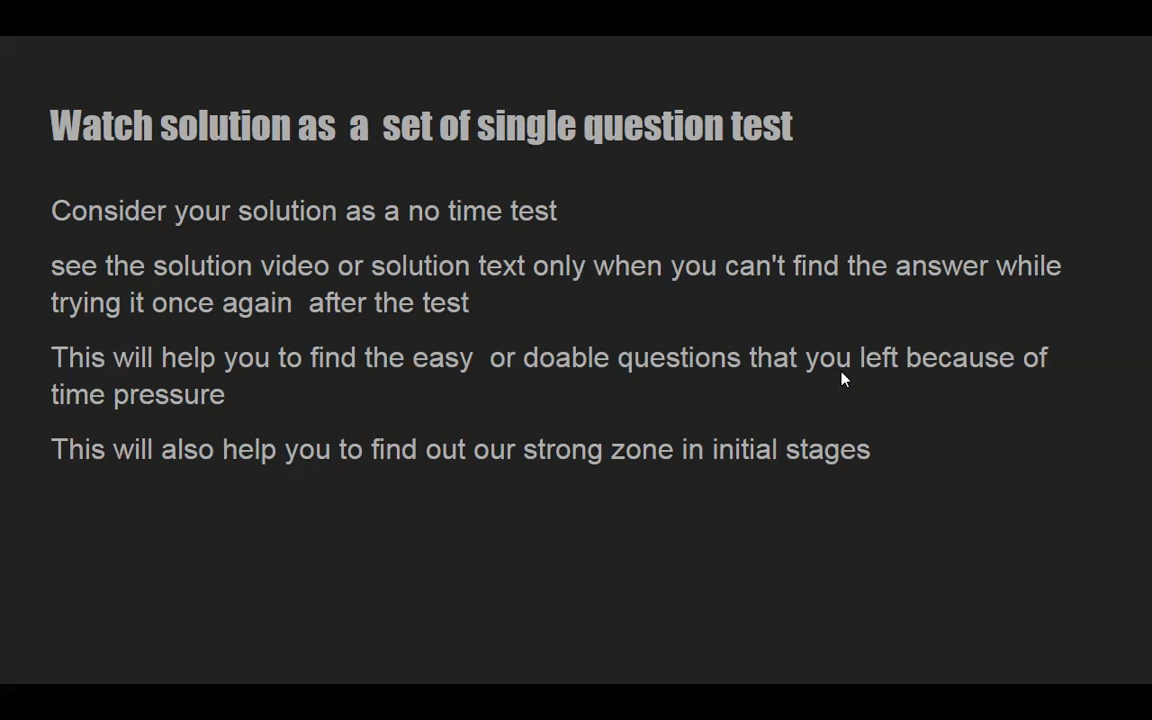 Watch solution as a set of single question test
Consider your solution as a no time test
see the solution video or solution text only when you can't find the answer while
trying it once again after the test
This will help you to find the easy or doable questions that you left because of
time pressure
This will also help you to find out our strong zone in initial stages